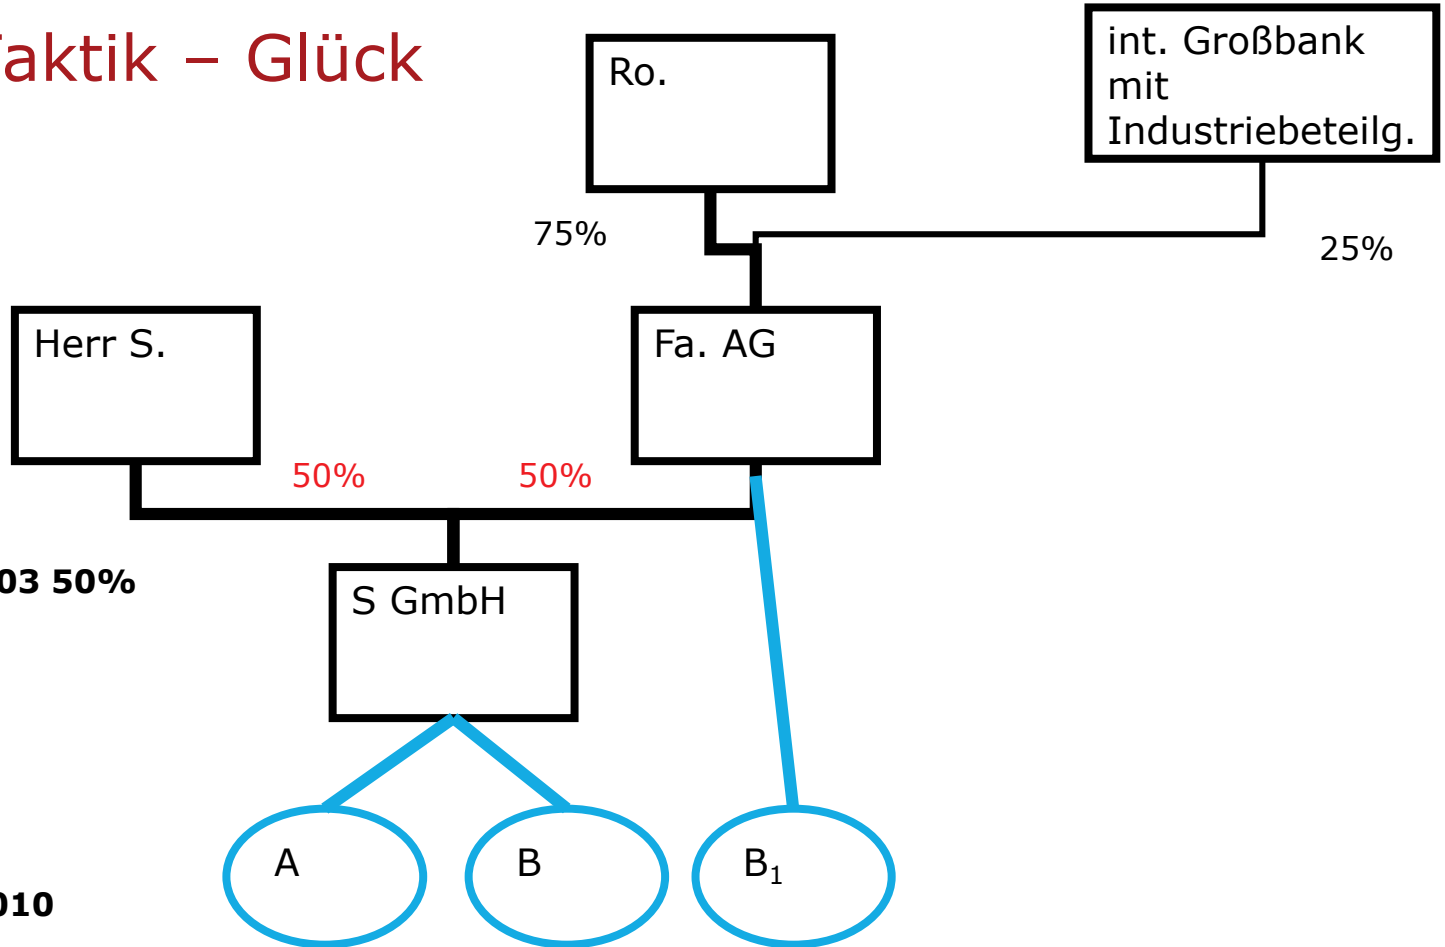 aktik – Glück
Ro.
int. Großbank
mit
Industriebeteilg.
75%
25%
Herr S.
Fa. AG
50%
50%
03 50%
S GmbH
A
B
B₁
010